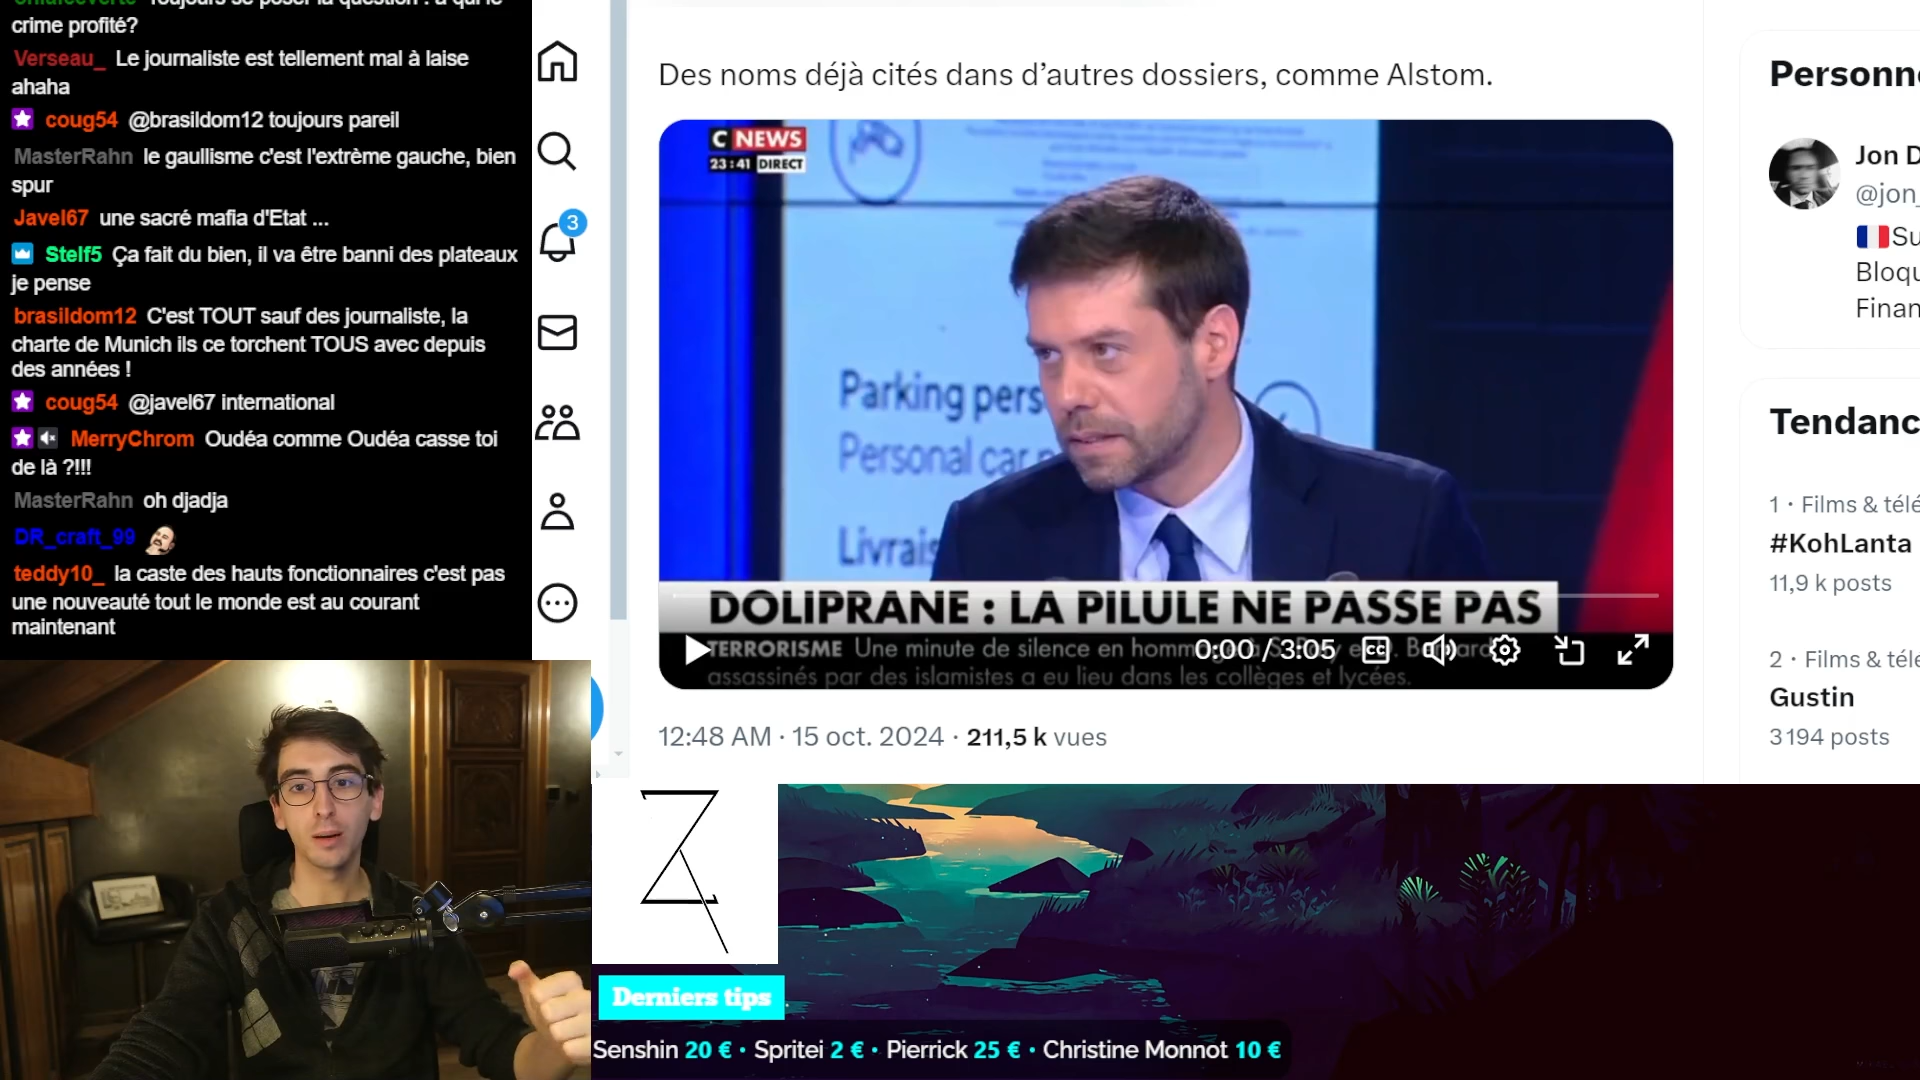 crime profité?
Verseau_ Le journaliste est tellement mal à laise
ahaha
coug54 @brasildom12 toujours pareil
MasterRahn le gaullisme c'est l'extrème gauche, bien
spur
Javel67 une sacré mafia d'Etat ...
Stelf5 Ça fait du bien, il va être banni des plateaux
je pense
brasildom12 C'est TOUT sauf des journaliste, la
charte de Munich ils ce torchent TOUS avec depuis
des années !
coug54 @javel67 international
MerryChrom Oudéa comme Oudéa casse toi
de là ?!!!
MasterRahn oh djadja
DR_craft_99
teddy10_ la caste des hauts fonctionnaires c'est pas
une nouveauté tout le monde est au courant
maintenant
3
Des noms déjà cités dans d’autres dossiers, comme Alstom.
C NEWS
23:41 DIRECT
Parking pers
Personal car p
Livrais
DOLIPRANE : LA PILULE NE PASSE PAS
TERRORISME Une minute de silence en hommage à
0:00 / 3:05
CC
assassinés par des islamistes a eu lieu dans les collèges et lycées.
12:48 AM · 15 oct. 2024 · 211,5 k vues
Personn
Jon D
@jon_
Su
Bloqu
Finan
Tendanc
1 · Films & télé
#KohLanta
11,9 k posts
2 · Films & télé
Gustin
3 194 posts
Derniers tips
Senshin 20 € · Spritei 2 € · Pierrick 25 € · Christine Monnot 10 €